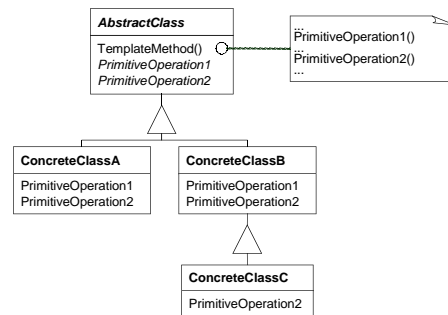 AbstractClass
TemplateMethod()
PrimitiveOperation1
PrimitiveOperation2
...
PrimitiveOperation1()
...
PrimitiveOperation2()
...
ConcreteClassA
PrimitiveOperation1
PrimitiveOperation2
ConcreteClassB
PrimitiveOperation1
PrimitiveOperation2
ConcreteClassC
PrimitiveOperation2